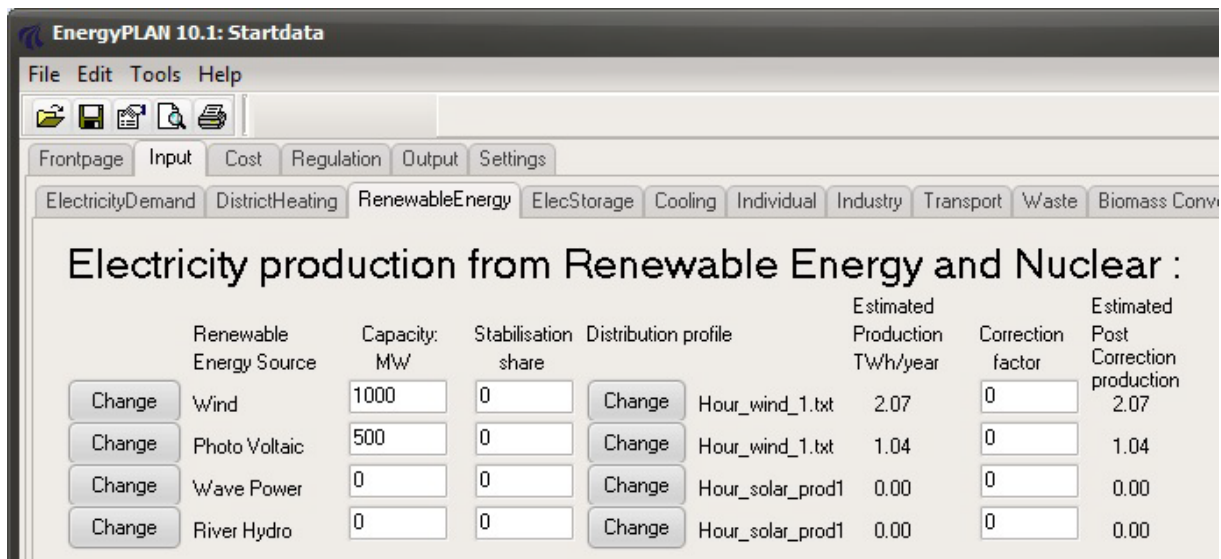 EnergyPLAN 10.1: Startdata
File Edit Tools Help
Frontpage Input Cost Regulation Output Settings
ElectricityDemand DistrictHeating RenewableEnergy ElecStorage Cooling Individual Industry Transport Waste Biomass Conve
Electricity production from Renewable Energy and Nuclear :
Estimated Estimated
Renewable Capacity: Stabilisation Distribution profile Production Correction Post
Energy Source MW share TWh/year factor Correction
production
Change Wind 1000 0 Change Hour_wind_1.txt 2.07 0 2.07
Change Photo Voltaic 500 0 Change Hour_wind_1.txt 1.04 0 1.04
Change Wave Power 0 0 Change Hour_solar_prod1 0.00 0 0.00
Change River Hydro 0 0 Change Hour_solar_prod1 0.00 0 0.00